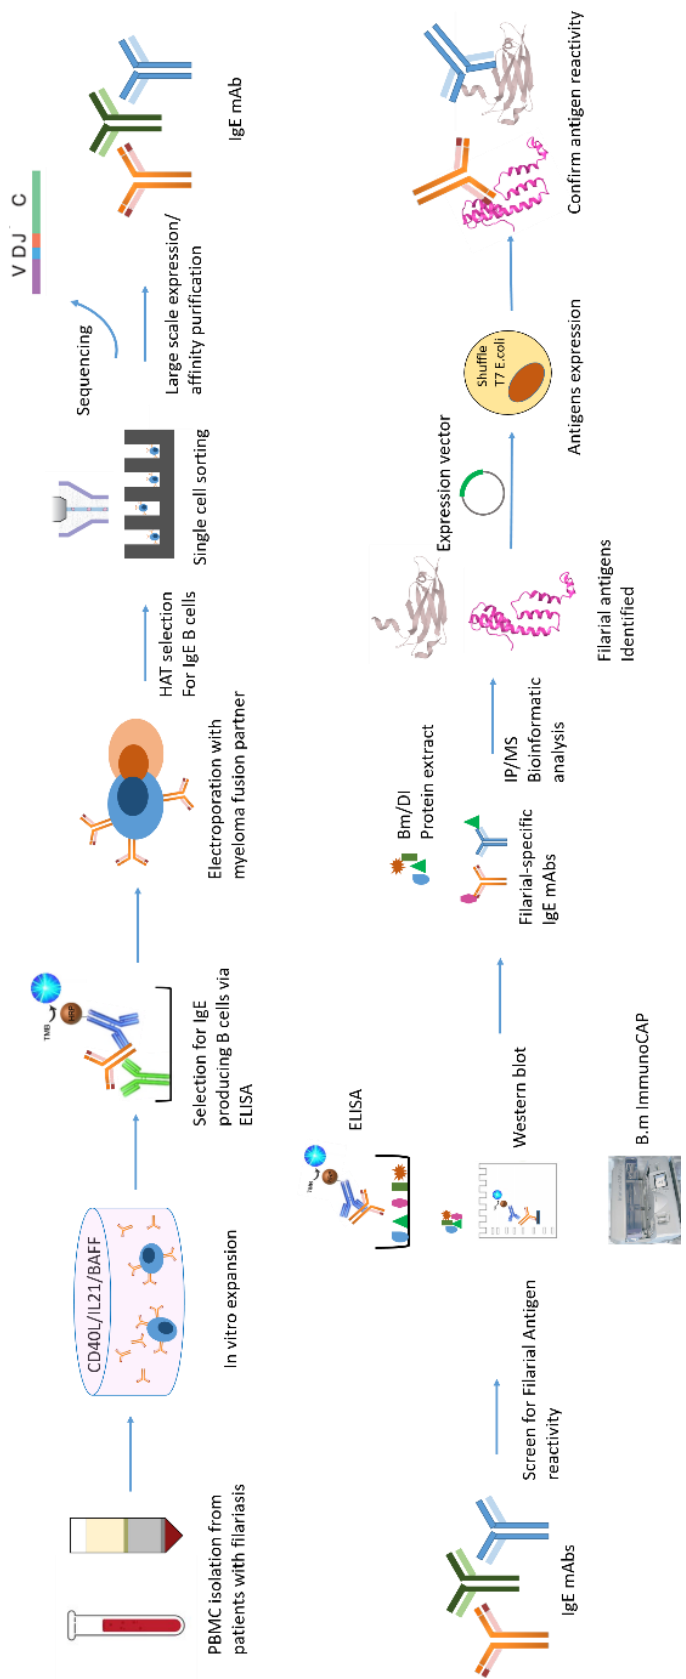 PBMC isolation from
patients with filariasis
CD40L/IL21/BAFF
In vitro expansion
TMB
HRP
Selection for IgE
producing B cells via
ELISA
Electroporation with
myeloma fusion partner
HAT selection
For IgE B cells
Single cell sorting
Sequencing
V DJ C
Large scale expression/
affinity purification
IgE mAb
IgE mAbs
Screen for Filarial Antigen
reactivity
ELISA
TMB
Western blot
B.m ImmunoCAP
Bm/DI
Protein extract
Filarial-specific
IgE mAbs
IP/MS
Bioinformatic
analysis
Filarial antigens
Identified
Expression vector
Shuffle
T7 E.coli
Antigens expression
Confirm antigen reactivity